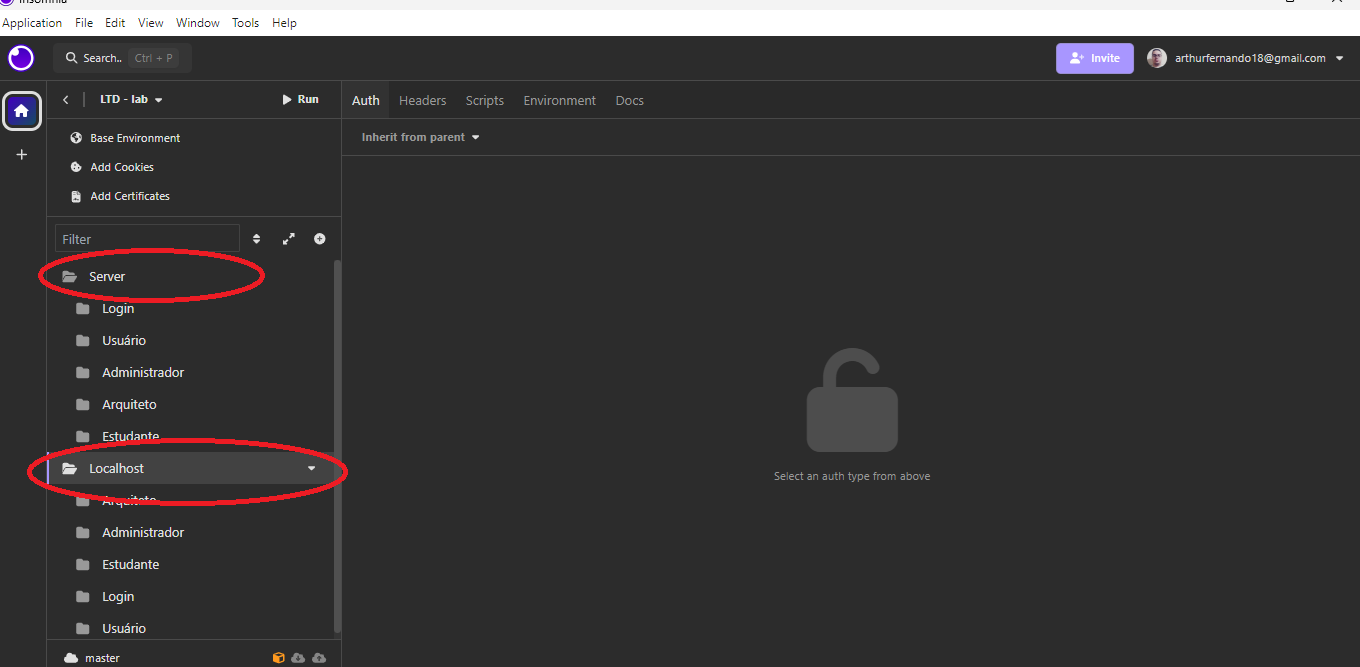 Insomnia
Application File Edit View Window Tools Help
Search.. Ctrl + P
Invite
arthurfernando18@gmail.com
LTD - lab
Run
Auth Headers Scripts Environment Docs
Base Environment
Inherit from parent
Add Cookies
Add Certificates
Filter
Server
Login
Usuário
Administrador
Arquiteto
Estudante
Localhost
Select an auth type from above
Arquiteto
Administrador
Estudante
Login
Usuário
master